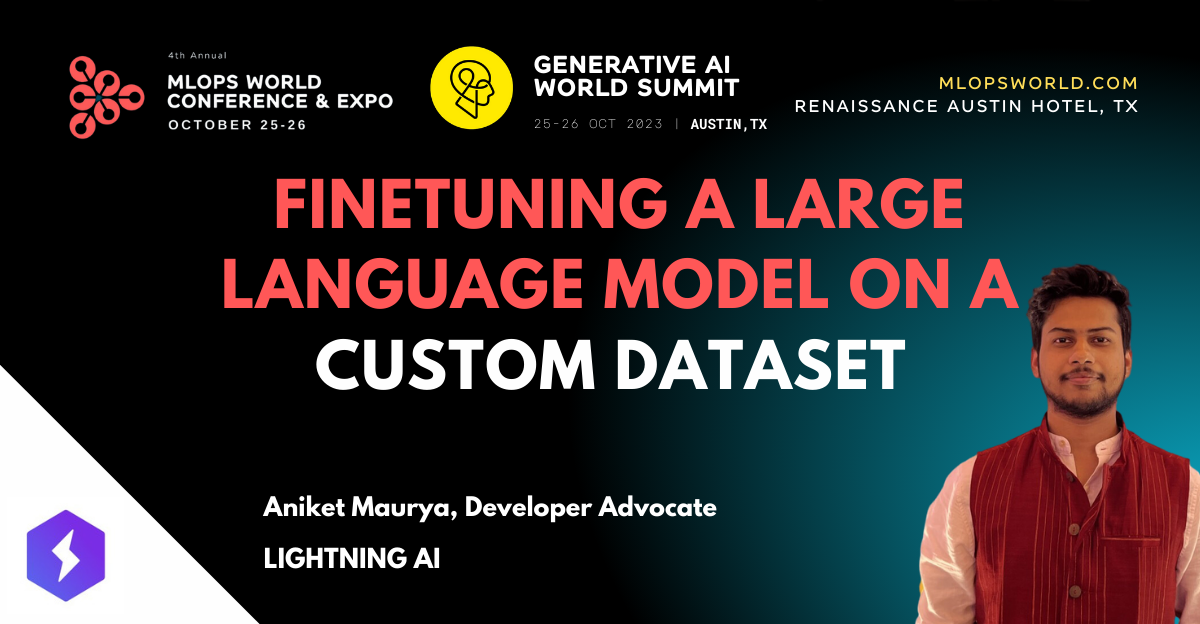 4th Annual
MLOPS WORLD
CONFERENCE & EXPO
OCTOBER 25-26
GENERATIVE AI
WORLD SUMMIT
25-26 OCT 2023 | AUSTIN,TX
MLOPSWORLD.COM
RENAISSANCE AUSTIN HOTEL, TX
FINETUNING A LARGE
LANGUAGE MODEL ON A
CUSTOM DATASET
Aniket Maurya, Developer Advocate
LIGHTNING AI